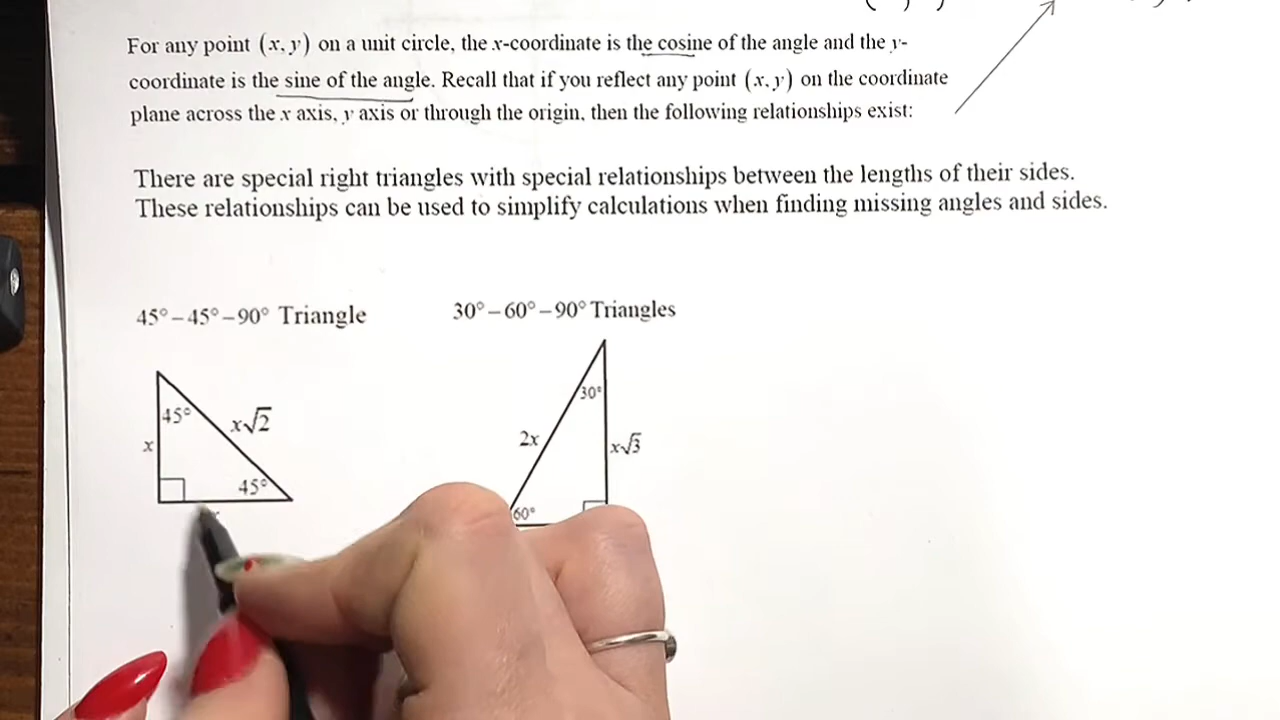 For any point (x, y) on a unit circle, the x-coordinate is the cosine of the angle and the y-
coordinate is the sine of the angle. Recall that if you reflect any point (x, y) on the coordinate
plane across the x axis, y axis or through the origin, then the following relationships exist:
There are special right triangles with special relationships between the lengths of their sides.
These relationships can be used to simplify calculations when finding missing angles and sides.
45° – 45° – 90° Triangle
30° – 60° – 90° Triangles
45°
x√2
x
45°
30°
2x
x√3
60°